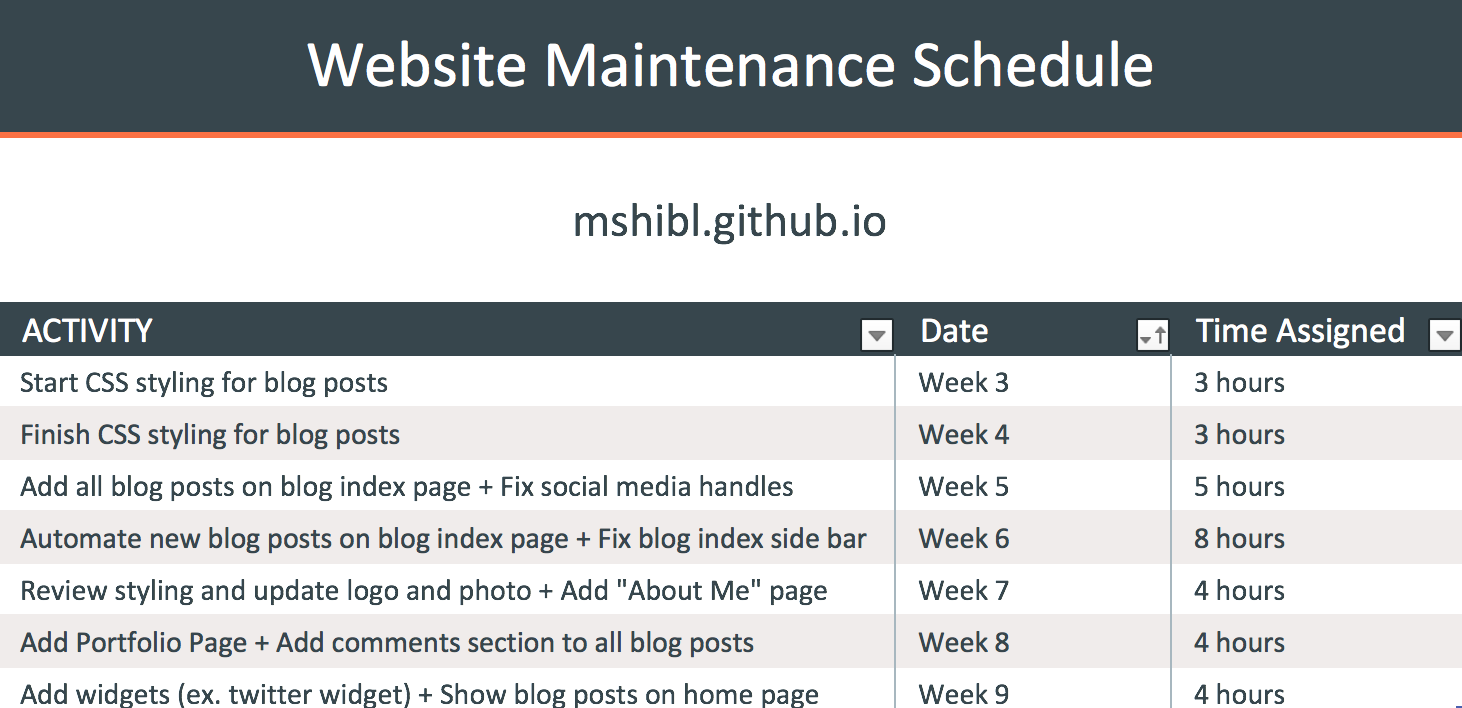 Website Maintenance Schedule
mshibl.github.io
ACTIVITY Date Time Assigned
Start CSS styling for blog posts Week 3 3 hours
Finish CSS styling for blog posts Week 4 3 hours
Add all blog posts on blog index page + Fix social media handles Week 5 5 hours
Automate new blog posts on blog index page + Fix blog index side bar Week 6 8 hours
Review styling and update logo and photo + Add "About Me" page Week 7 4 hours
Add Portfolio Page + Add comments section to all blog posts Week 8 4 hours
Add widgets (ex. twitter widget) + Show blog posts on home page Week 9 4 hours